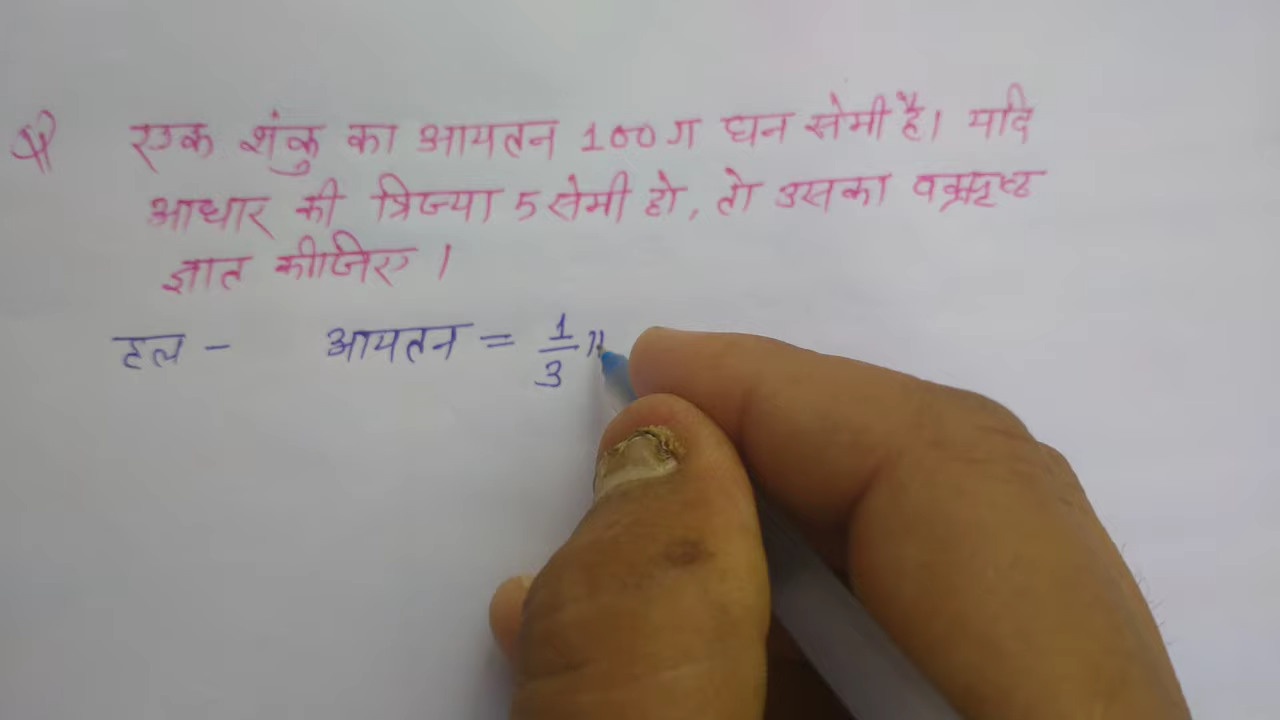 प्र
एक शंकु का आयतन 100π घन सेमी है। यदि
आधार की त्रिज्या 5 सेमी हो, तो उसका वक्रपृष्ठ
ज्ञात कीजिए।
हल - आयतन = 1/3 π